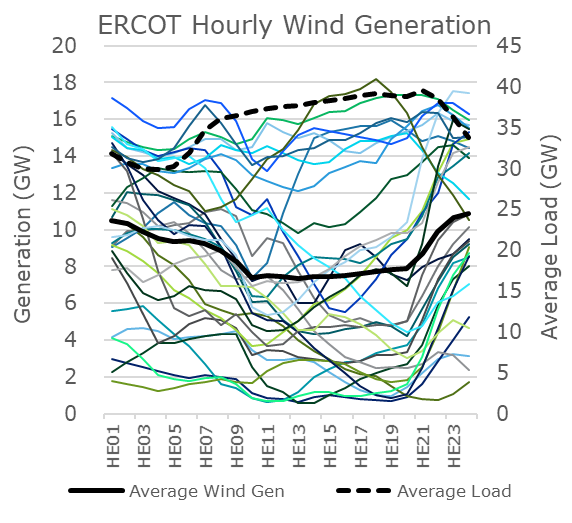 ERCOT Hourly Wind Generation
Generation (GW)
20
18
16
14
12
10
8
6
4
2
0
45
40
35
30
25
20
15
10
5
0
Average Load (GW)
HE01
HE03
HE05
HE07
HE09
HE11
HE13
HE15
HE17
HE19
HE21
HE23
Average Wind Gen
Average Load